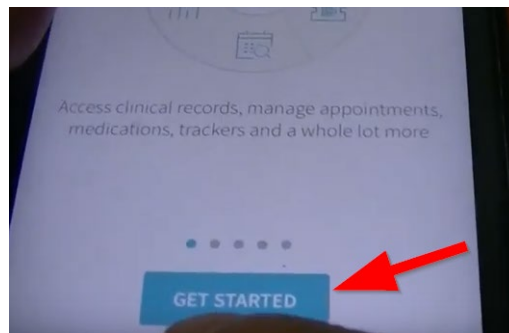 Access clinical records, manage appointments,
medications, trackers and a whole lot more
GET STARTED